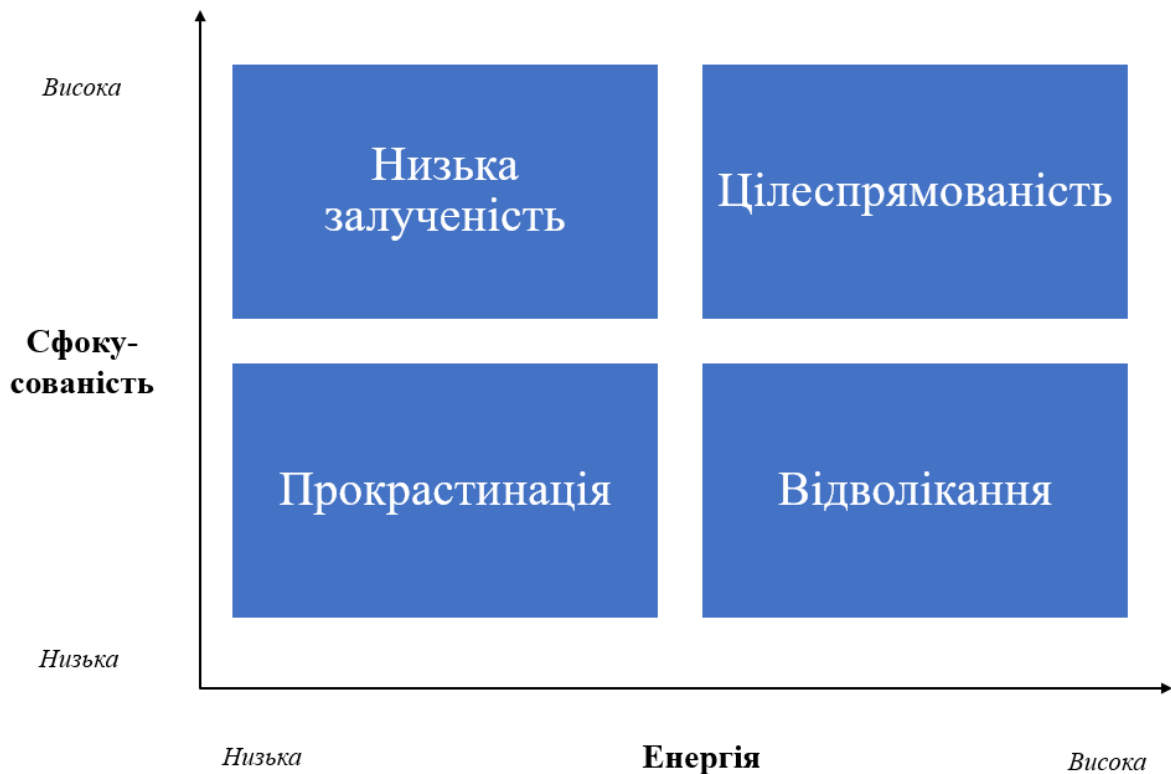 Висока
Низька
залученість
Цілеспрямованість
Сфоку-
сованість
Прокрастинація
Відволікання
Низька
Низька
Енергія
Висока